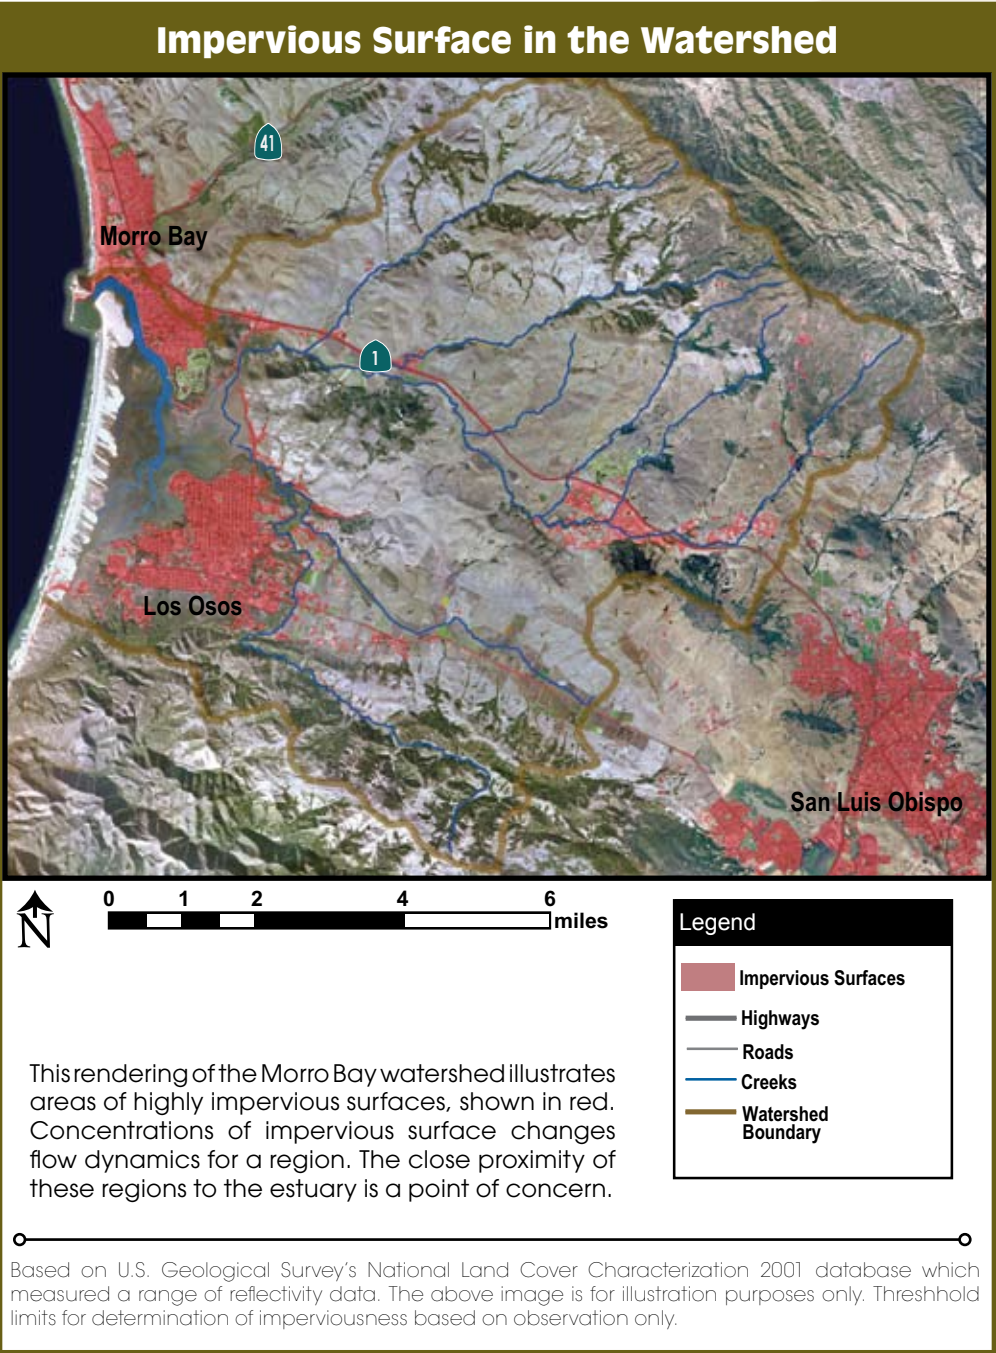 Impervious Surface in the Watershed
41
Morro Bay
1
Los Osos
San Luis Obispo
N
0 1 2 4 6
miles
Legend
Impervious Surfaces
Highways
Roads
Creeks
Watershed
Boundary
This rendering of the Morro Bay watershed illustrates
areas of highly impervious surfaces, shown in red.
Concentrations of impervious surface changes
flow dynamics for a region. The close proximity of
these regions to the estuary is a point of concern.
Based on U.S. Geological Survey's National Land Cover Characterization 2001 database which
measured a range of reflectivity data. The above image is for illustration purposes only. Threshhold
limits for determination of imperviousness based on observation only.